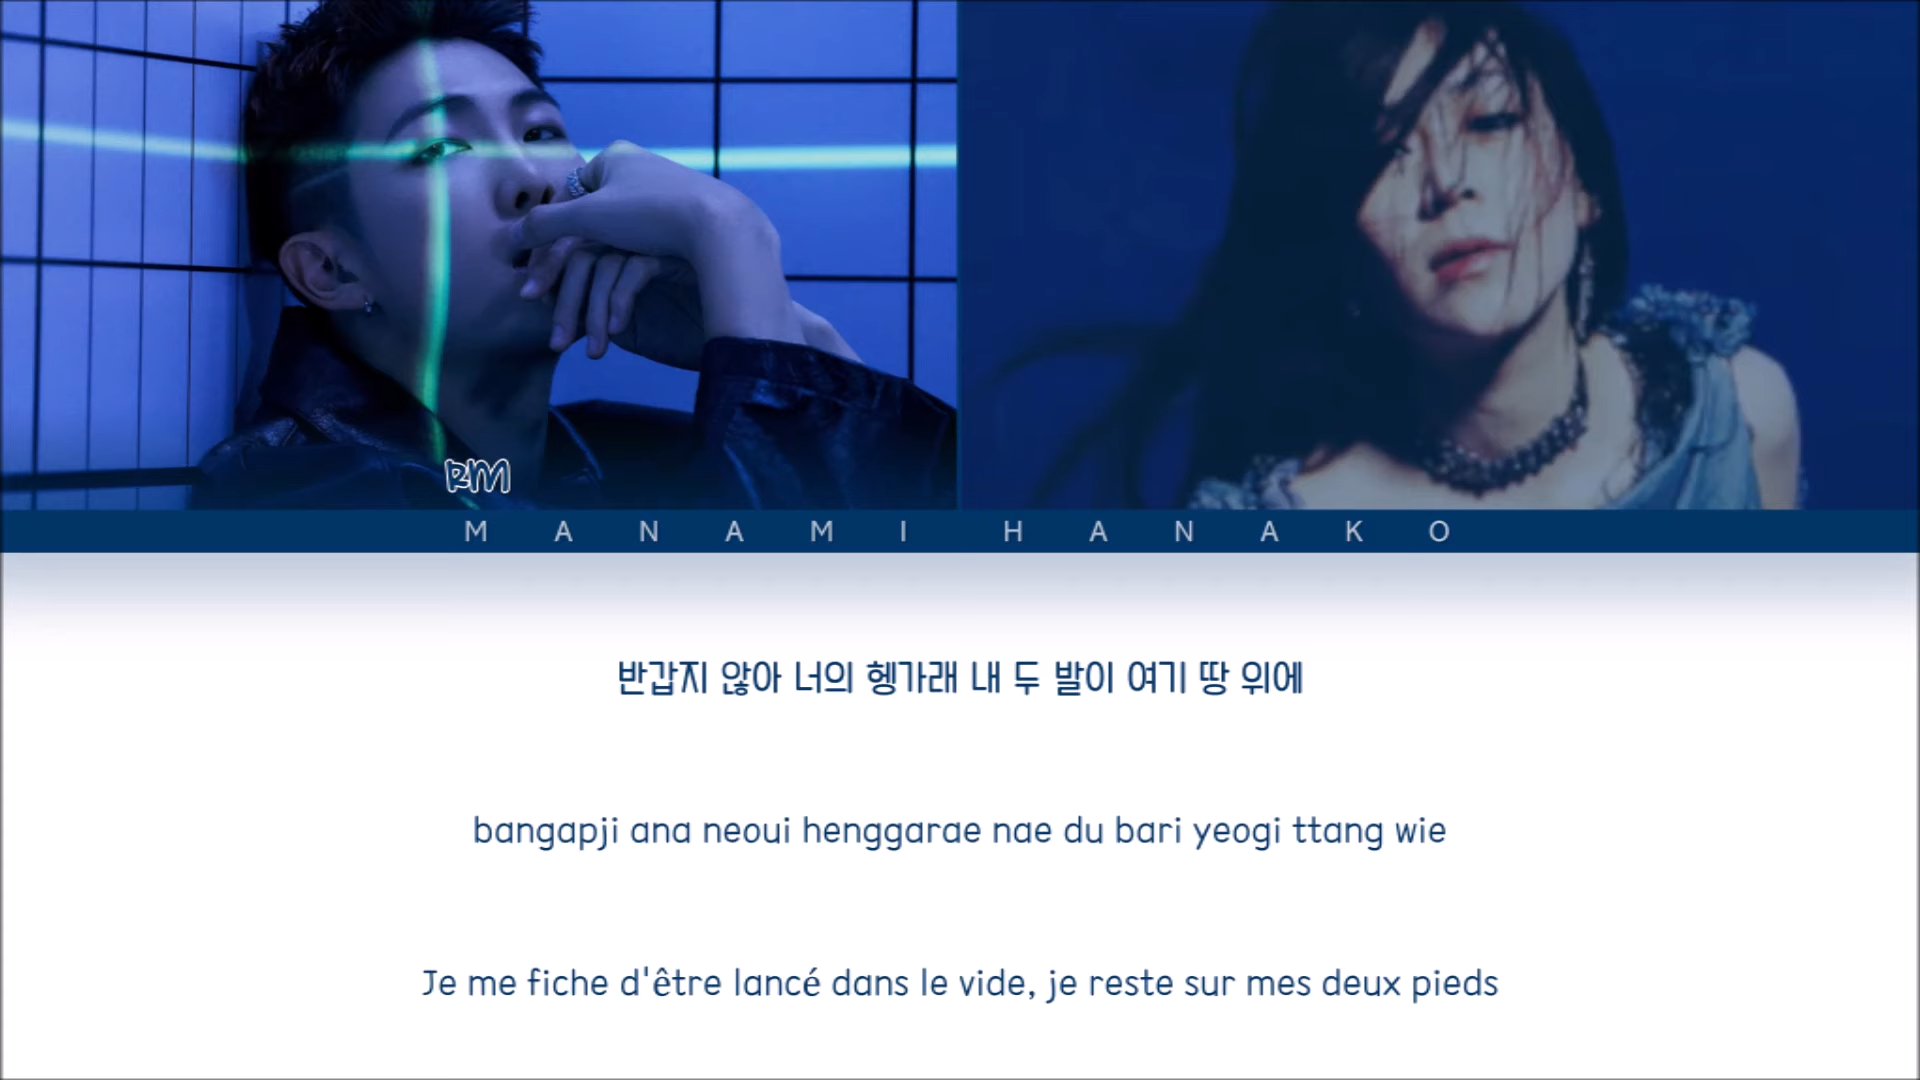 RM
MANAMI HANAKO
반갑지 않아 너의 헹가래 내 두 발이 여기 땅 위에
bangapji ana neoui henggarae nae du bari yeogi ttang wie
Je me fiche d'être lancé dans le vide, je reste sur mes deux pieds